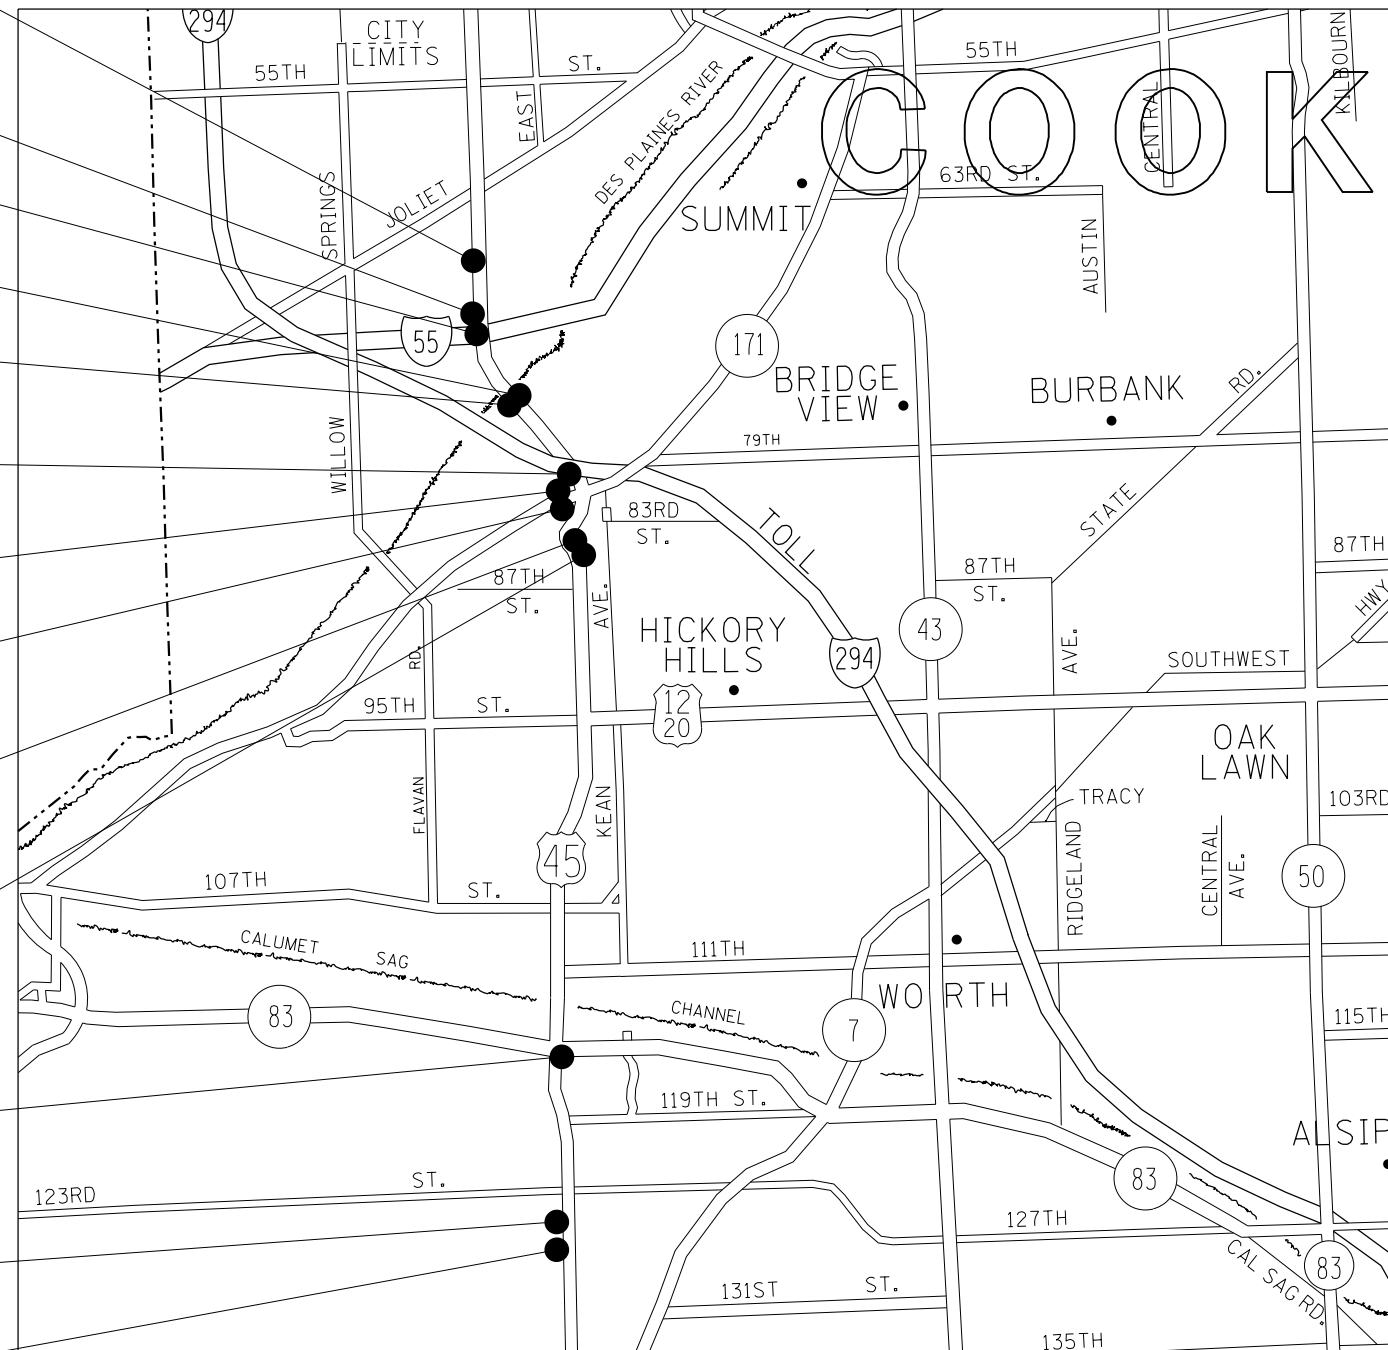 294
CITY
LIMITS
55TH
ST.
EAST
DES PLAINES RIVER
55TH
KILBOURN
COOK
CENTRAL
63RD ST.
SUMMIT
SPRINGS
JOLIET
AUSTIN
55
171
BRIDGE
VIEW
BURBANK
RD.
79TH
WILLOW
83RD
ST.
TOLL
STATE
87TH
87TH
ST.
AVE.
87TH
ST.
HWY
HICKORY
HILLS
43
294
AVE.
SOUTHWEST
RD.
95TH
ST.
12
20
OAK
LAWN
FLAVAN
KEAN
TRACY
103RD
45
RIDGELAND
CENTRAL
AVE.
50
107TH
ST.
CALUMET
SAG
111TH
CHANNEL
WORTH
83
7
115TH
119TH ST.
ALSIP
83
123RD
ST.
127TH
CAL SAG RD.
83
131ST
ST.
135TH